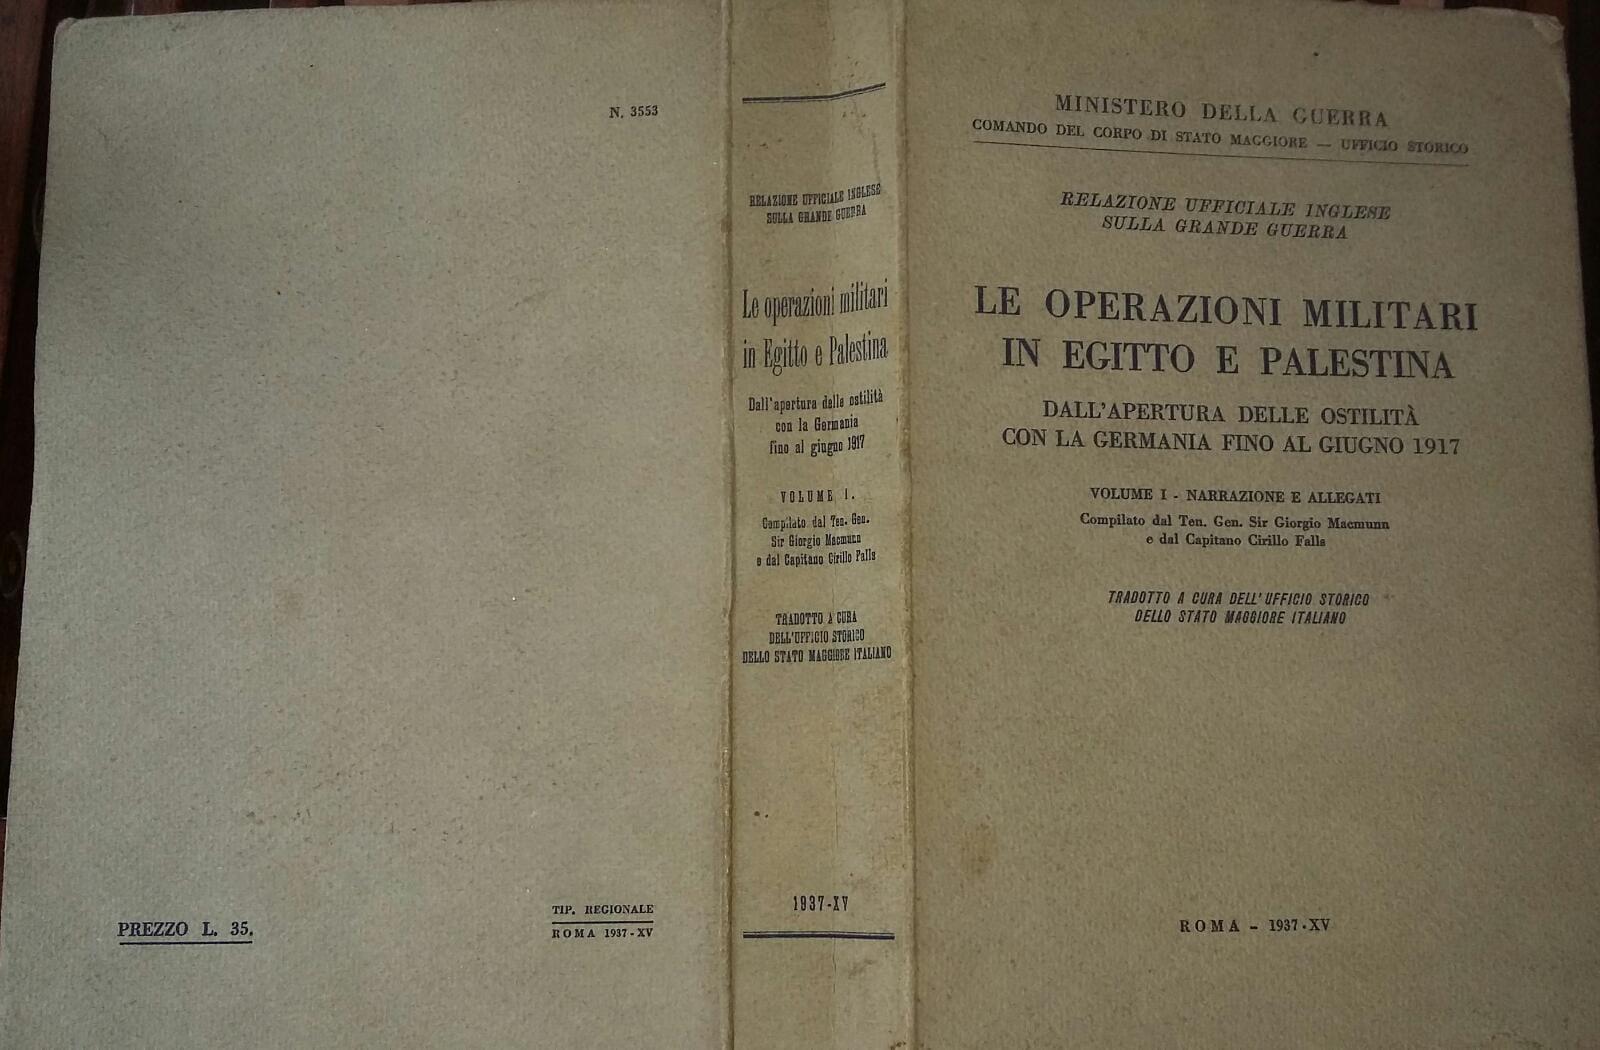 N. 3553
PREZZO L. 35.
TIP. REGIONALE
ROMA 1937-XV
RELAZIONE UFFICIALE INGLESE
SULLA GRANDE GUERRA
Le operazioni militari
in Egitto e Palestina
Dall'apertura delle ostilità
con la Germania
fino al giugno 1917
VOLUME I.
Compilato dal Ten. Gen.
Sir Giorgio Macmunn
e dal Capitano Cirillo Falls
TRADOTTO A CURA
DELL'UFFICIO STORICO
DELLO STATO MAGGIORE ITALIANO
1937-XV
MINISTERO DELLA GUERRA
COMANDO DEL CORPO DI STATO MAGGIORE — UFFICIO STORICO
RELAZIONE UFFICIALE INGLESE
SULLA GRANDE GUERRA
LE OPERAZIONI MILITARI
IN EGITTO E PALESTINA
DALL'APERTURA DELLE OSTILITÀ
CON LA GERMANIA FINO AL GIUGNO 1917
VOLUME I - NARRAZIONE E ALLEGATI
Compilato dal Ten. Gen. Sir Giorgio Macmunn
e dal Capitano Cirillo Falls
TRADOTTO A CURA DELL'UFFICIO STORICO
DELLO STATO MAGGIORE ITALIANO
ROMA - 1937-XV